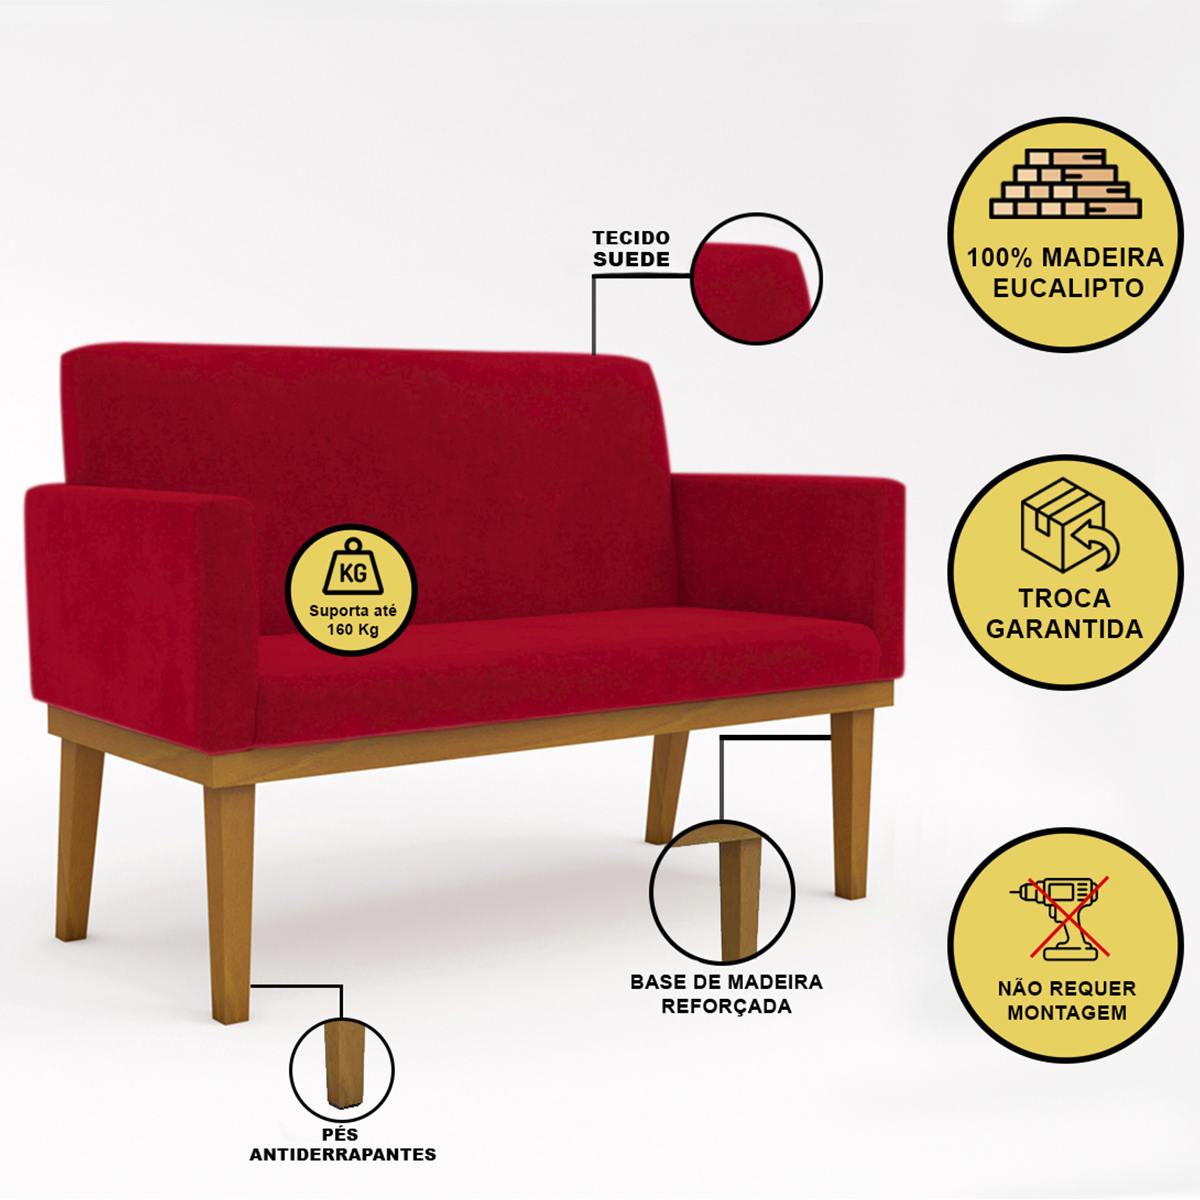 TECIDO
SUEDE
100% MADEIRA
EUCALIPTO
KG
Suporta até
160 Kg
TROCA
GARANTIDA
BASE DE MADEIRA
REFORÇADA
NÃO REQUER
MONTAGEM
PÉS
ANTIDERRAPANTES